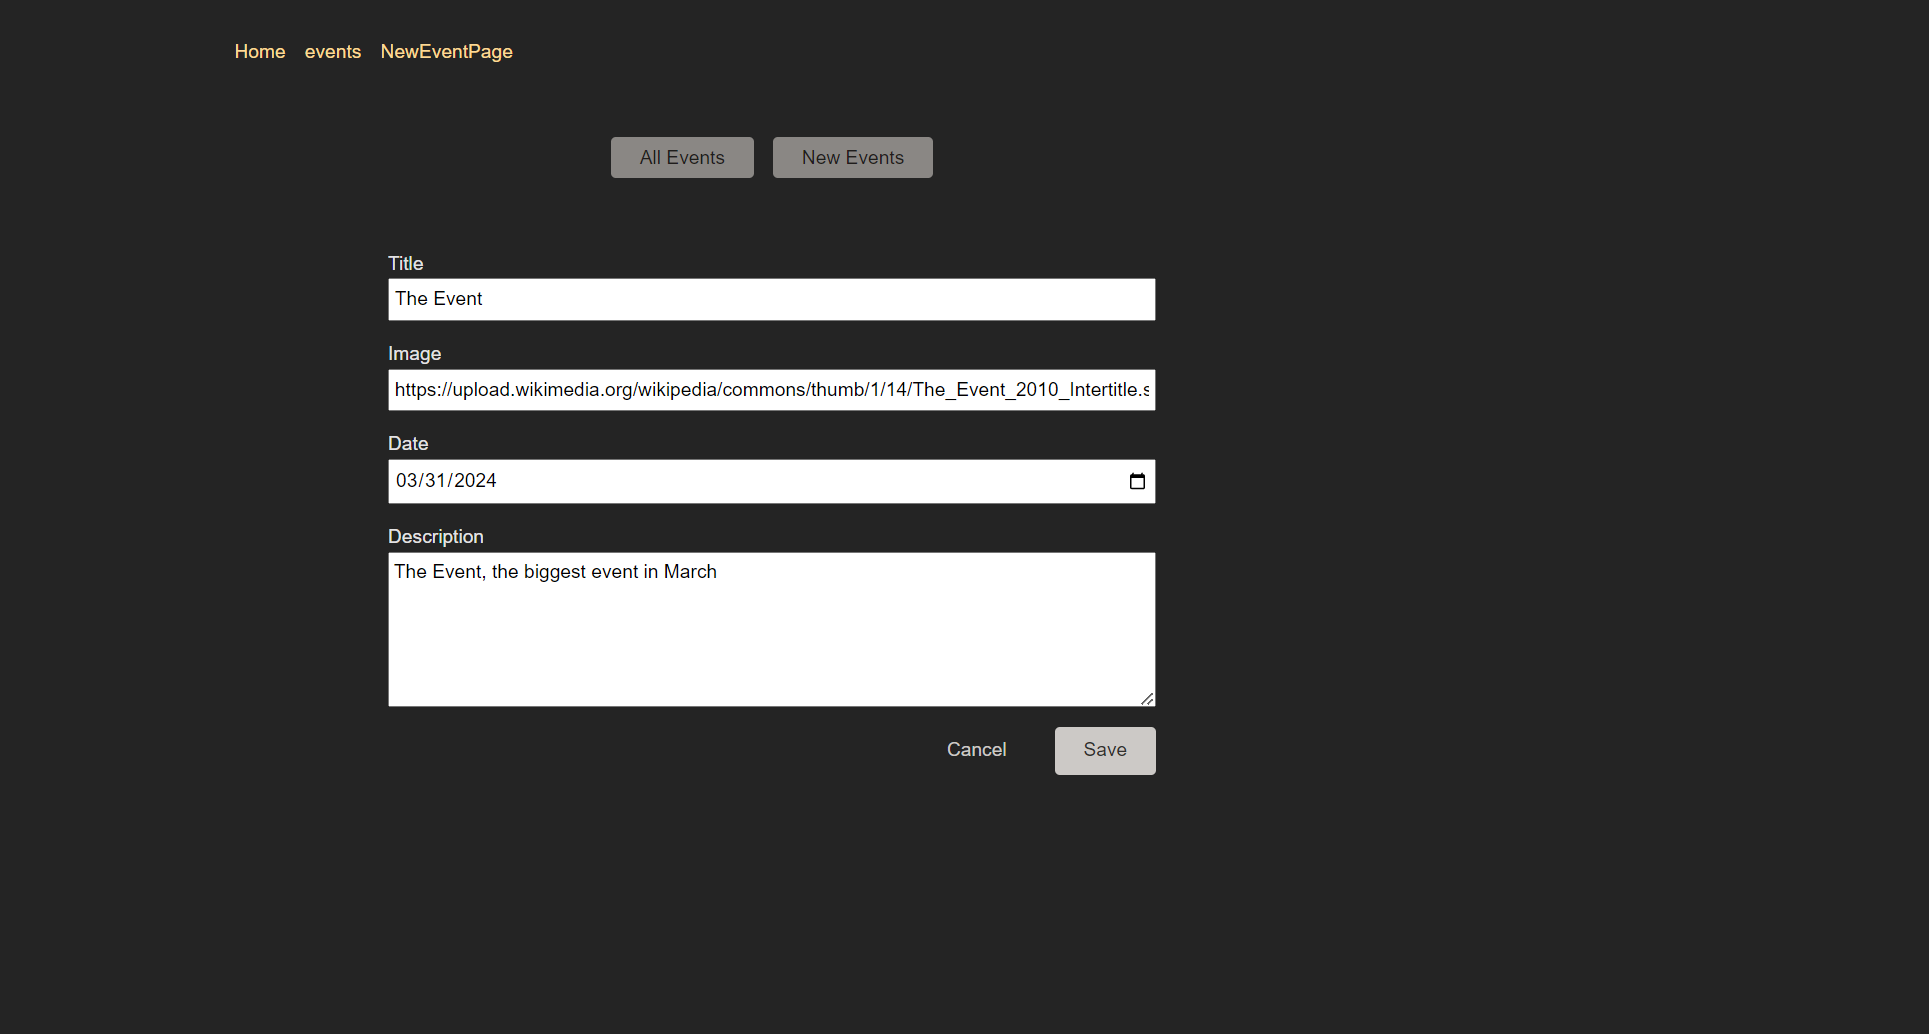 Home events NewEventPage
All Events New Events
Title
The Event
Image
https://upload.wikimedia.org/wikipedia/commons/thumb/1/14/The_Event_2010_Intertitle.s
Date
03/31/2024
Description
The Event, the biggest event in March
Cancel Save